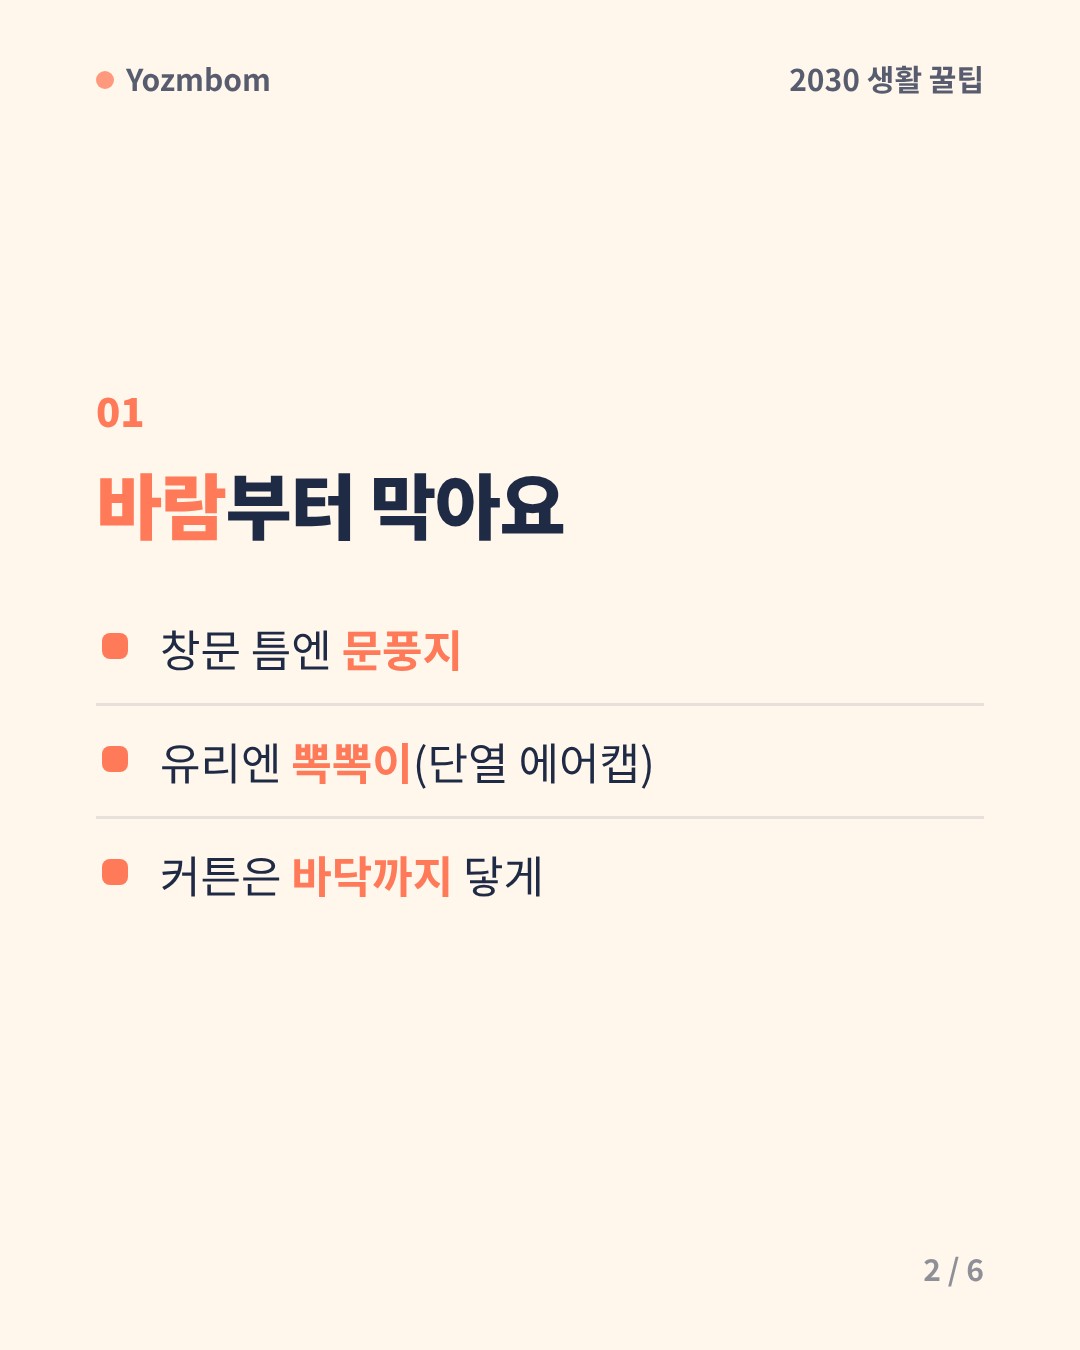 Yozmbom
2030 생활 꿀팁
01
바람부터 막아요
창문 틈엔 문풍지
유리엔 뽁뽁이(단열 에어캡)
커튼은 바닥까지 닿게
2 / 6